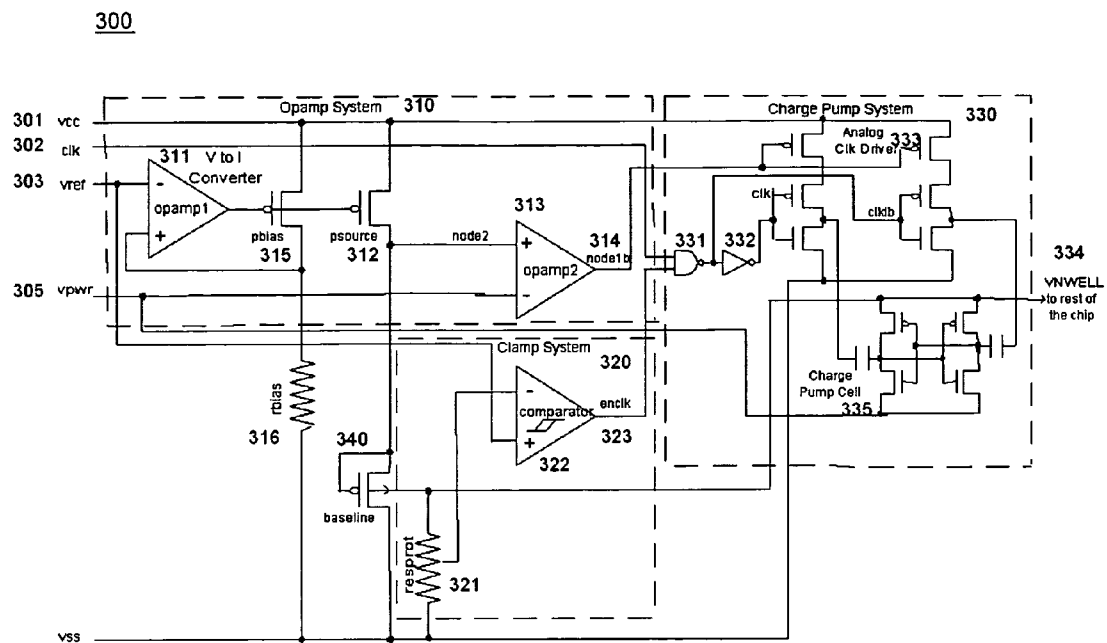 300
Opamp System 310
Charge Pump System
330
301 vcc
302 clk
303 vref
305 vpwr
311 V to I
Converter
- opamp1 +
pbias
315
psource
312
node2
313
+ opamp2 -
314
node1b
331
332
Analog
Clk Driver
333
clk
clkb
334
VNWELL
to rest of
the chip
Charge
Pump Cell
335
Clamp System
320
- comparator +
322
enclk
323
rbias
316
340
baseline
resprot
321
vss